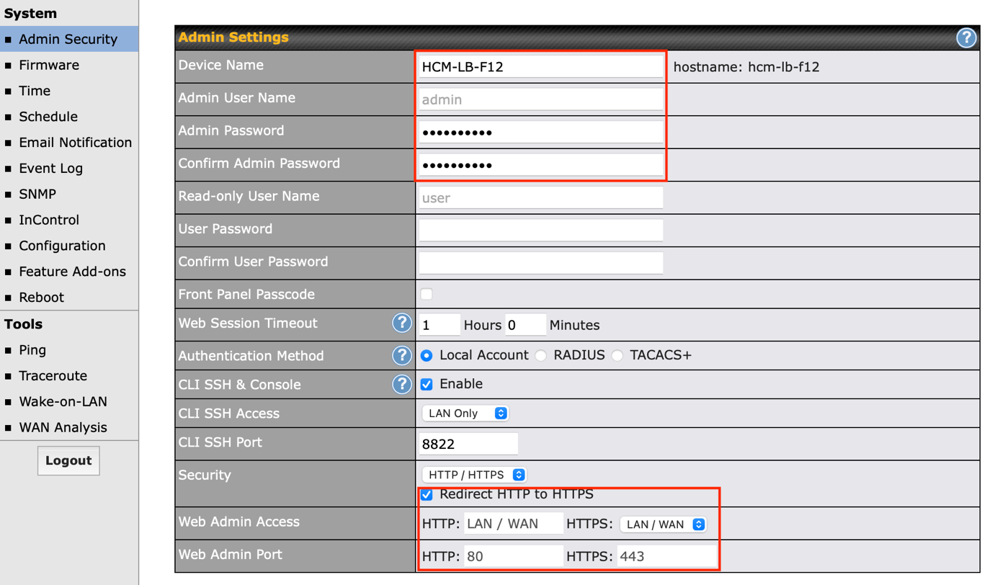 System
Admin Security
Firmware
Time
Schedule
Email Notification
Event Log
SNMP
InControl
Configuration
Feature Add-ons
Reboot
Tools
Ping
Traceroute
Wake-on-LAN
WAN Analysis
Logout
Admin Settings ?
Device Name HCM-LB-F12 hostname: hcm-lb-f12
Admin User Name admin
Admin Password ••••••••••
Confirm Admin Password ••••••••••
Read-only User Name user
User Password
Confirm User Password
Front Panel Passcode
Web Session Timeout ? 1 Hours 0 Minutes
Authentication Method ? Local Account RADIUS TACACS+
CLI SSH & Console ? Enable
CLI SSH Access LAN Only
CLI SSH Port 8822
Security HTTP / HTTPS
Redirect HTTP to HTTPS
Web Admin Access HTTP: LAN / WAN HTTPS: LAN / WAN
Web Admin Port HTTP: 80 HTTPS: 443